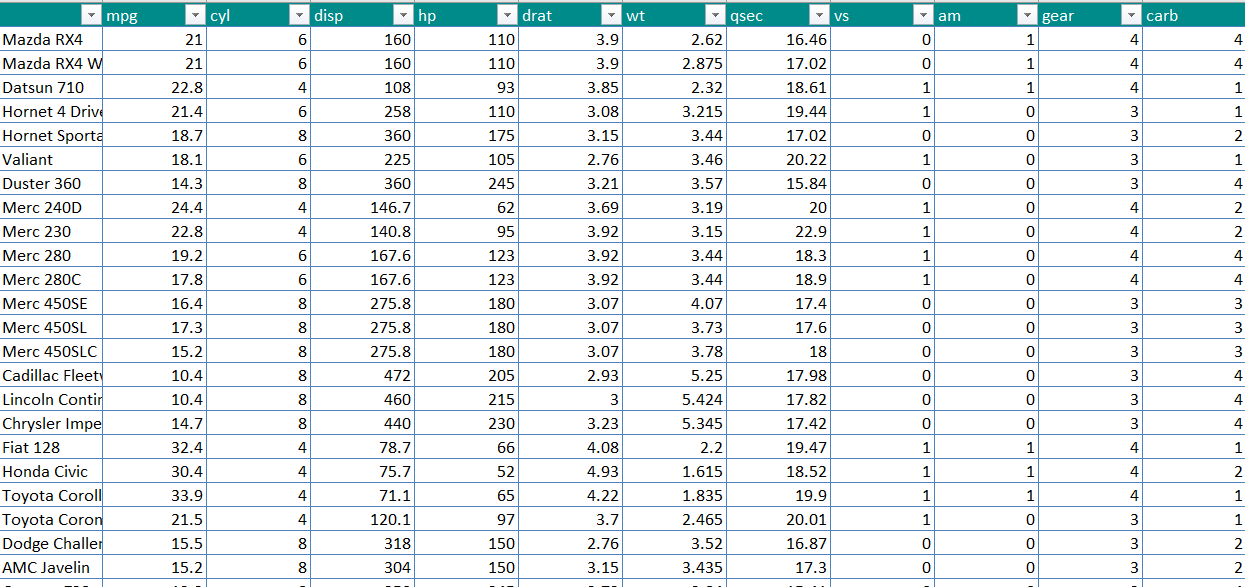 mpg cyl disp hp drat wt qsec vs am gear carb
Mazda RX4 21 6 160 110 3.9 2.62 16.46 0 1 4 4
Mazda RX4 W 21 6 160 110 3.9 2.875 17.02 0 1 4 4
Datsun 710 22.8 4 108 93 3.85 2.32 18.61 1 1 4 1
Hornet 4 Drive 21.4 6 258 110 3.08 3.215 19.44 1 0 3 1
Hornet Sporta 18.7 8 360 175 3.15 3.44 17.02 0 0 3 2
Valiant 18.1 6 225 105 2.76 3.46 20.22 1 0 3 1
Duster 360 14.3 8 360 245 3.21 3.57 15.84 0 0 3 4
Merc 240D 24.4 4 146.7 62 3.69 3.19 20 1 0 4 2
Merc 230 22.8 4 140.8 95 3.92 3.15 22.9 1 0 4 2
Merc 280 19.2 6 167.6 123 3.92 3.44 18.3 1 0 4 4
Merc 280C 17.8 6 167.6 123 3.92 3.44 18.9 1 0 4 4
Merc 450SE 16.4 8 275.8 180 3.07 4.07 17.4 0 0 3 3
Merc 450SL 17.3 8 275.8 180 3.07 3.73 17.6 0 0 3 3
Merc 450SLC 15.2 8 275.8 180 3.07 3.78 18 0 0 3 3
Cadillac Fleetw 10.4 8 472 205 2.93 5.25 17.98 0 0 3 4
Lincoln Contin 10.4 8 460 215 3 5.424 17.82 0 0 3 4
Chrysler Impe 14.7 8 440 230 3.23 5.345 17.42 0 0 3 4
Fiat 128 32.4 4 78.7 66 4.08 2.2 19.47 1 1 4 1
Honda Civic 30.4 4 75.7 52 4.93 1.615 18.52 1 1 4 2
Toyota Coroll 33.9 4 71.1 65 4.22 1.835 19.9 1 1 4 1
Toyota Coron 21.5 4 120.1 97 3.7 2.465 20.01 1 0 3 1
Dodge Challen 15.5 8 318 150 2.76 3.52 16.87 0 0 3 2
AMC Javelin 15.2 8 304 150 3.15 3.435 17.3 0 0 3 2